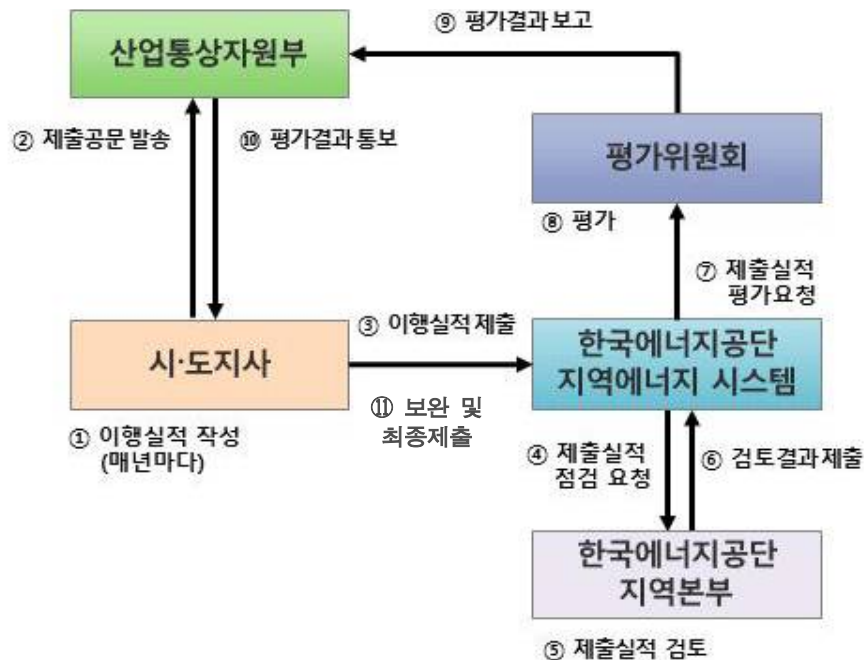 ⑨ 평가결과 보고
산업통상자원부
② 제출공문 발송
⑩ 평가결과 통보
평가위원회
⑧ 평가
⑦ 제출실적
평가요청
③ 이행실적 제출
시·도지사
한국에너지공단
지역에너지 시스템
⑪ 보완 및
최종제출
① 이행실적 작성
(매년마다)
④ 제출실적
점검 요청
⑥ 검토결과 제출
한국에너지공단
지역본부
⑤ 제출실적 검토